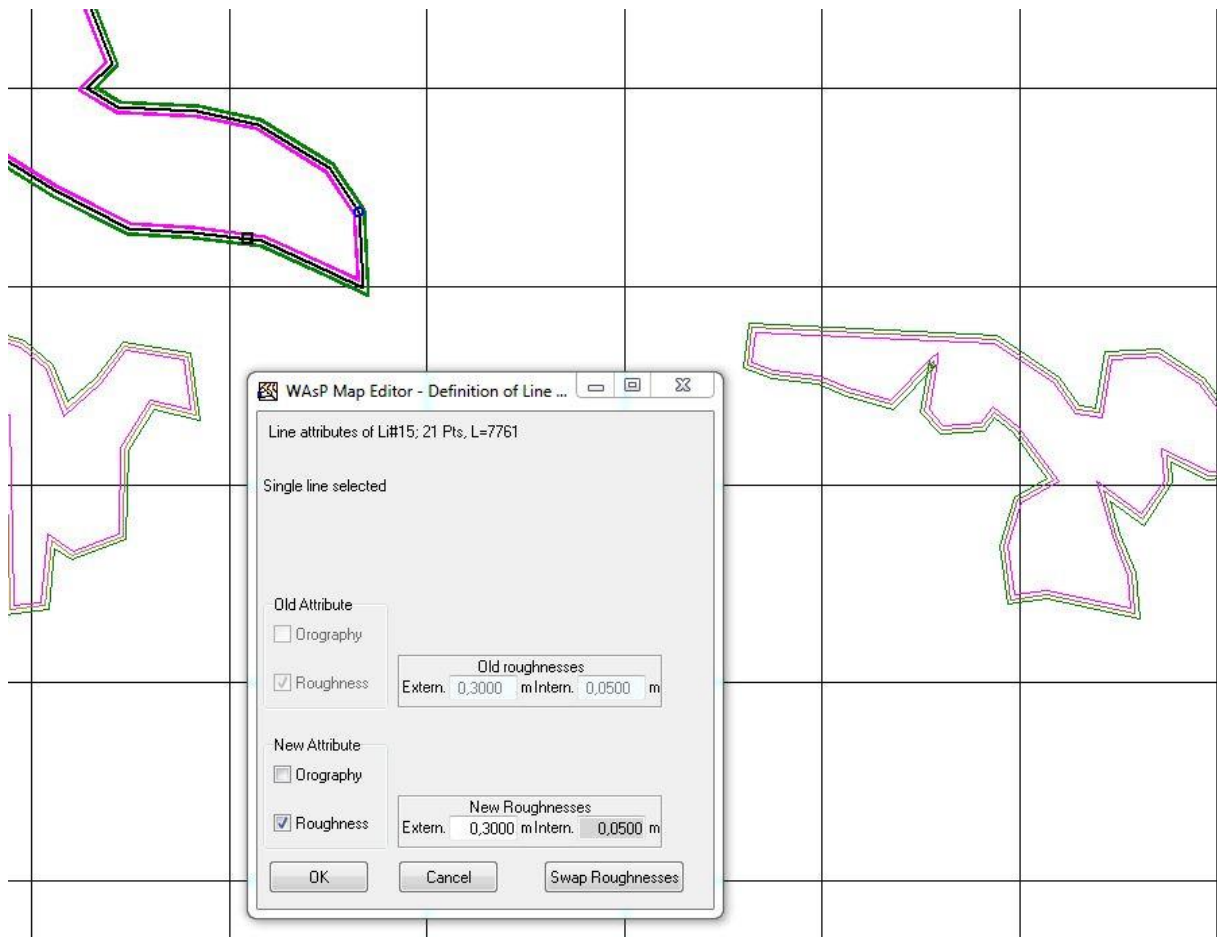 WAsP Map Editor - Definition of Line ...
Line attributes of Li#15; 21 Pts, L=7761
Single line selected
Old Attribute
Orography
Roughness
Old roughnesses
Extern. 0,3000 m Intern. 0,0500 m
New Attribute
Orography
Roughness
New Roughnesses
Extern. 0,3000 m Intern. 0,0500 m
OK
Cancel
Swap Roughnesses